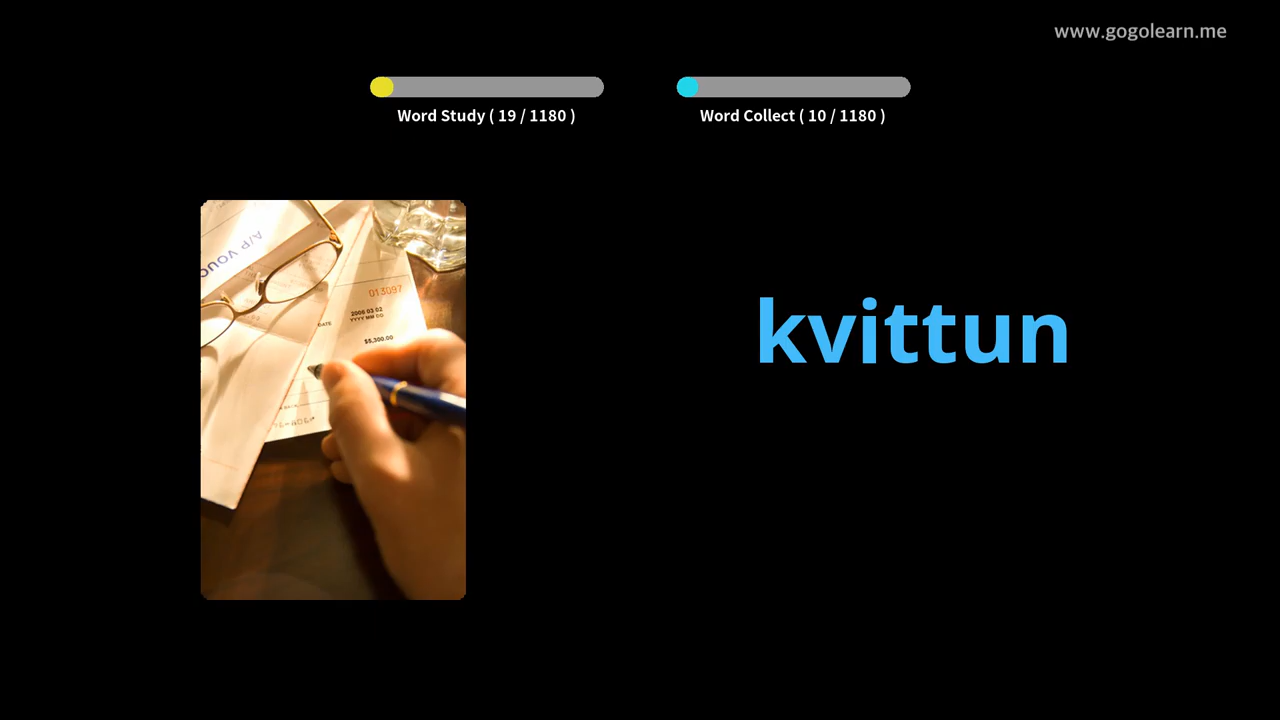 www.gogolearn.me
Word Study ( 19 / 1180 )
Word Collect ( 10 / 1180 )
A/P VOUC
013097
DATE
2006 03 02
YYYY MM DD
$5,300.00
kvittun